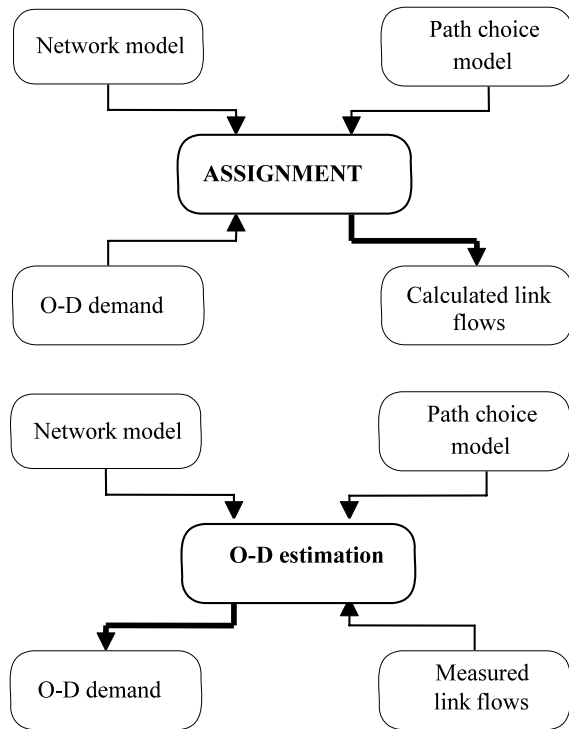 Network model
Path choice
model
ASSIGNMENT
O-D demand
Calculated link
flows
Network model
Path choice
model
O-D estimation
O-D demand
Measured
link flows